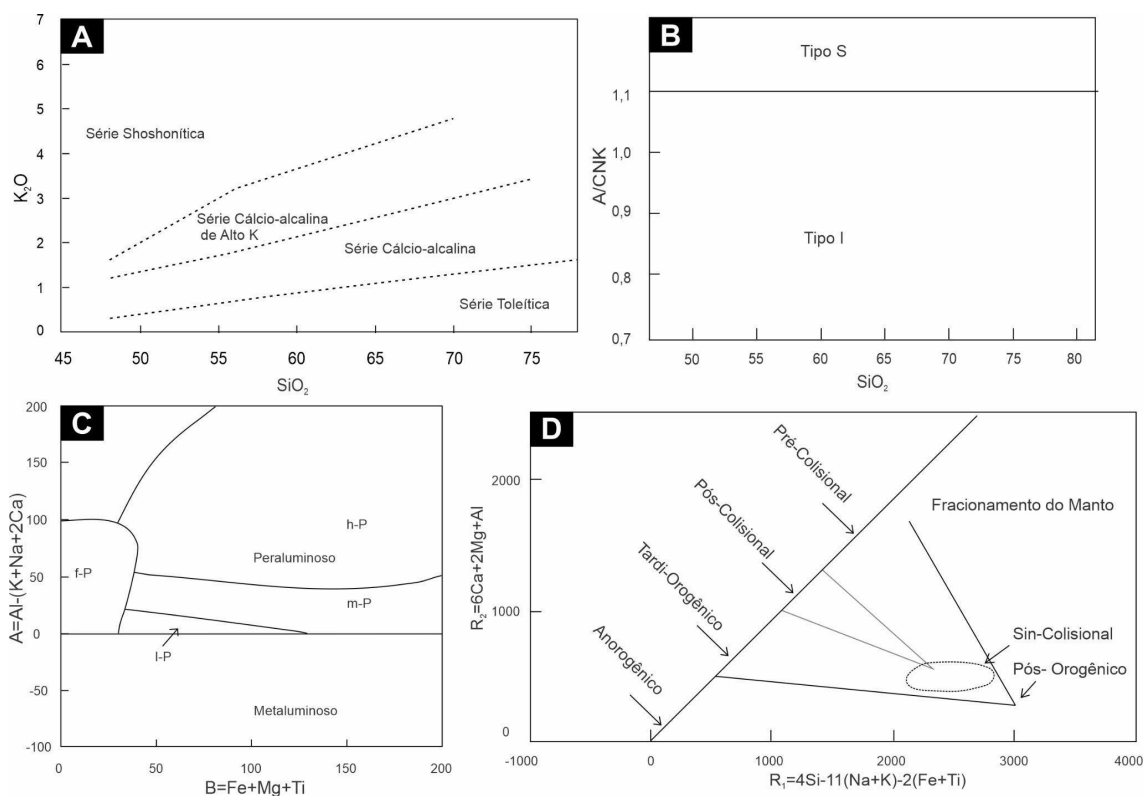 A
7
6
5
4
3
2
1
0
K₂O
Série Shoshonítica
Série Cálcio-alcalina
de Alto K
Série Cálcio-alcalina
Série Toleítica
45 50 55 60 65 70 75
SiO₂
B
Tipo S
1,1
1,0
0,9
0,8
0,7
A/CNK
Tipo I
50 55 60 65 70 75 80
SiO₂
C
200
150
100
50
0
-50
-100
A=Al-(K+Na+2Ca)
h-P
Peraluminoso
f-P
m-P
l-P
Metaluminoso
0 50 100 150 200
B=Fe+Mg+Ti
D
2000
1000
0
R₂=6Ca+2Mg+Al
Pré-Colisional
Pós-Colisional
Tardi-Orogênico
Anorogênico
Fracionamento do Manto
Sin-Colisional
Pós- Orogênico
-1000 0 1000 2000 3000 4000
R₁=4Si-11(Na+K)-2(Fe+Ti)